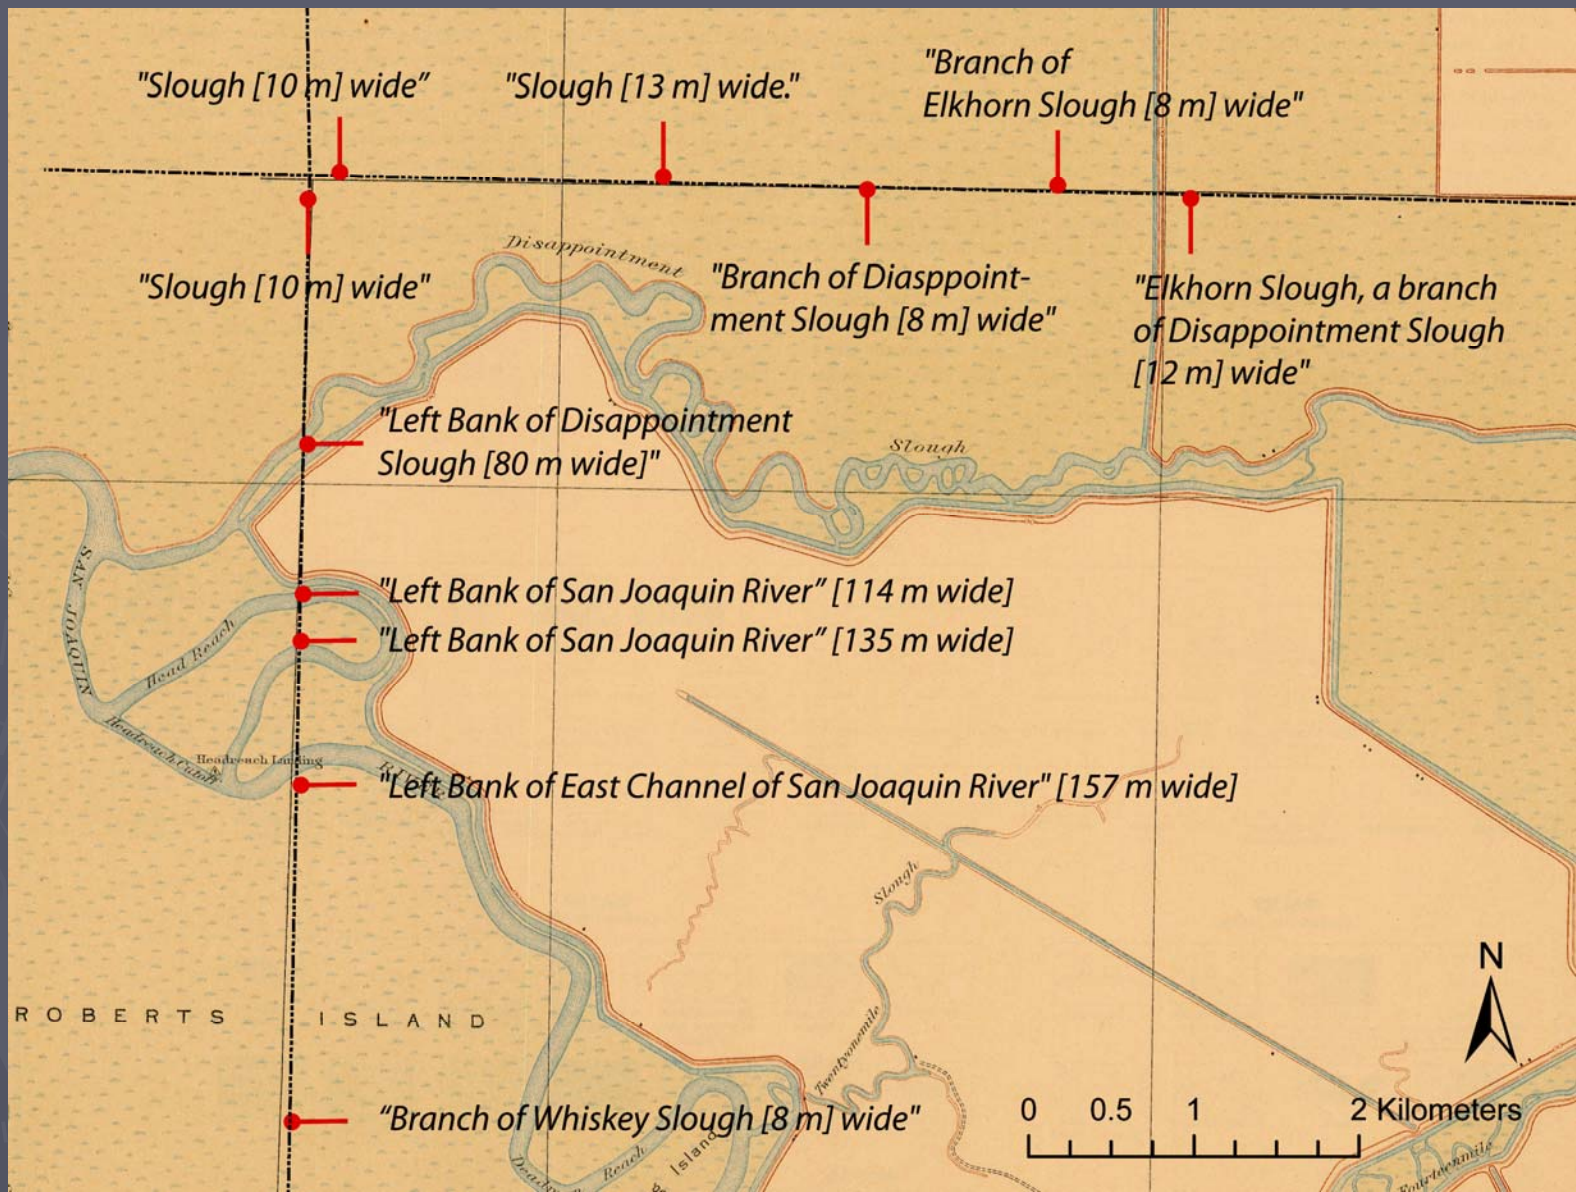 "Slough [10 m] wide"
"Slough [13 m] wide."
"Branch of
Elkhorn Slough [8 m] wide"
"Slough [10 m] wide"
Disappointment
"Branch of Diasppoint-
ment Slough [8 m] wide"
"Elkhorn Slough, a branch
of Disappointment Slough
[12 m] wide"
"Left Bank of Disappointment
Slough [80 m wide]"
Slough
SAN JOAQUIN
"Left Bank of San Joaquin River" [114 m wide]
Head Reach
"Left Bank of San Joaquin River" [135 m wide]
Headreach Cutoff
Headreach Landing
"Left Bank of East Channel of San Joaquin River" [157 m wide]
Slough
N
ROBERTS ISLAND
Twentyonemile
0 0.5 1 2 Kilometers
"Branch of Whiskey Slough [8 m] wide"
Reach
Island
Fourteenmile